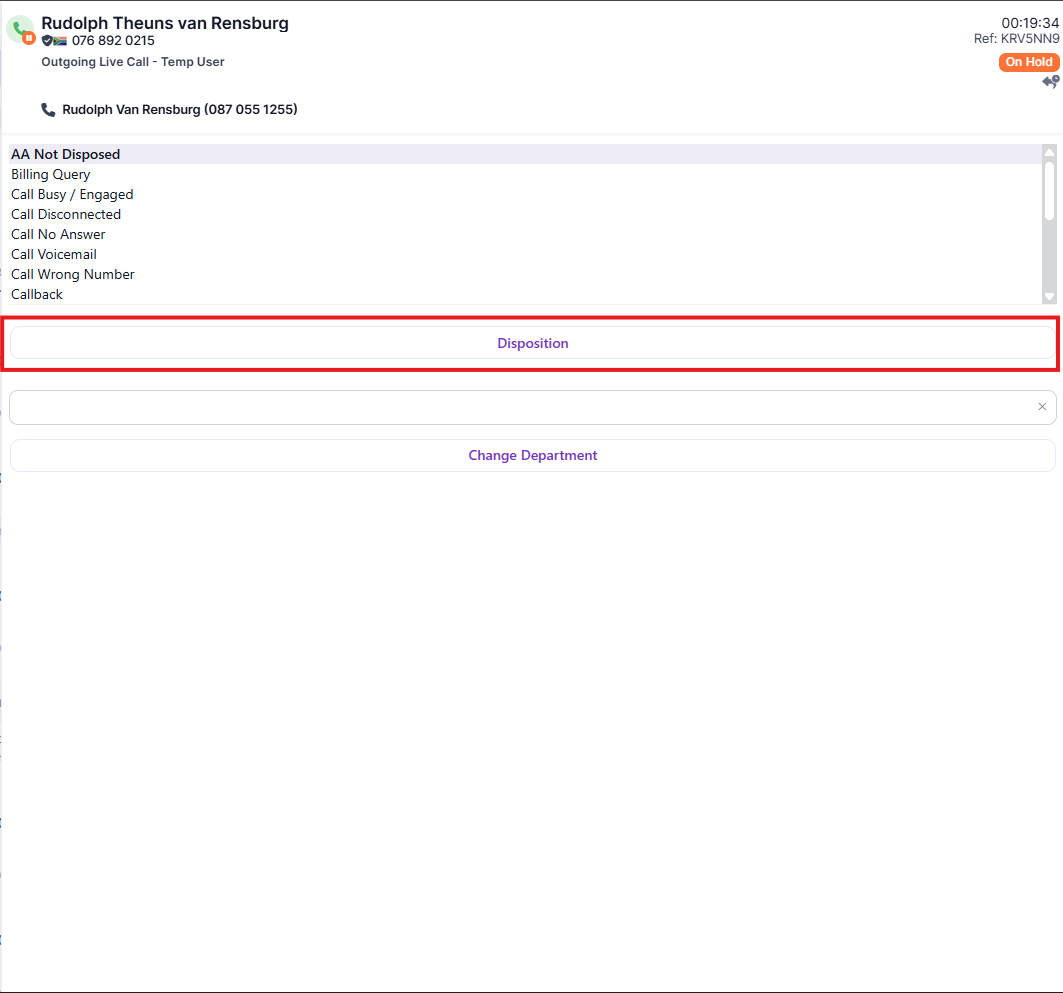 Rudolph Theuns van Rensburg
00:19:34
076 892 0215
Ref: KRV5NN9
Outgoing Live Call - Temp User
On Hold
Rudolph Van Rensburg (087 055 1255)
AA Not Disposed
Billing Query
Call Busy / Engaged
Call Disconnected
Call No Answer
Call Voicemail
Call Wrong Number
Callback
Disposition
Change Department